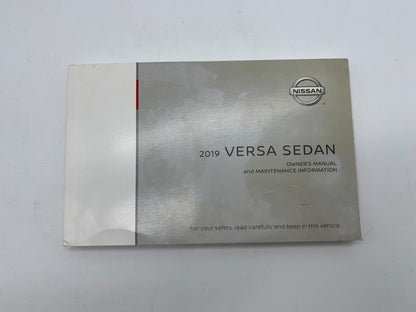 NISSAN
2019 VERSA SEDAN
OWNER'S MANUAL
and MAINTENANCE INFORMATION
For your safety, read carefully and keep in this vehicle